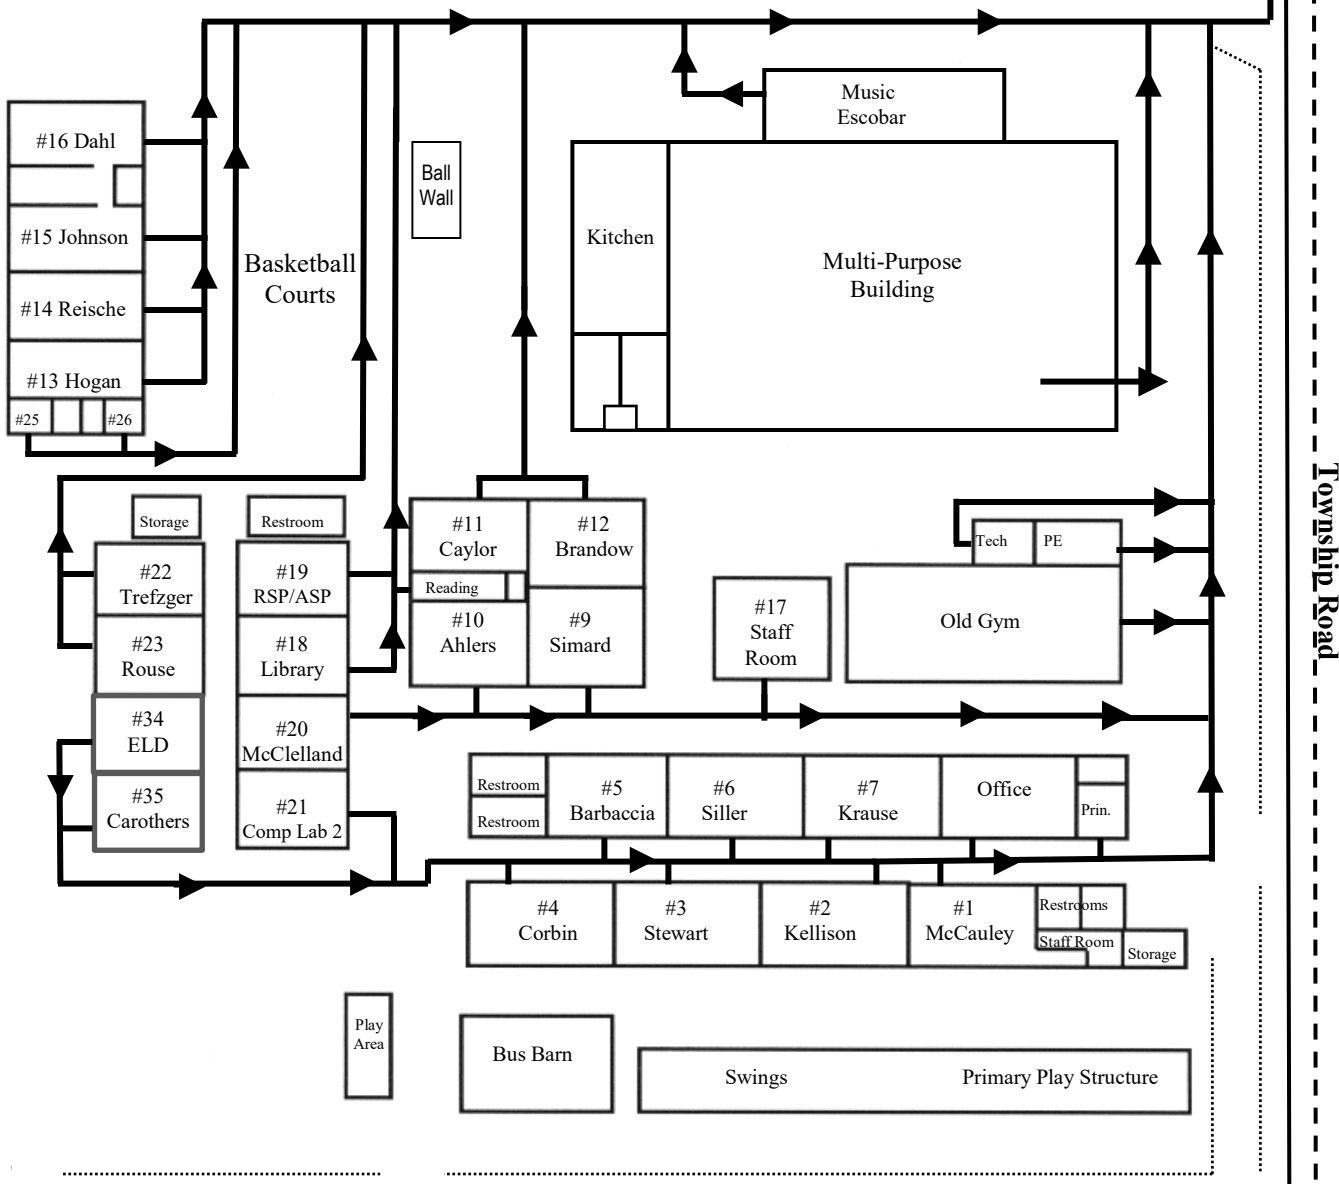 Music
Escobar
#16 Dahl
Ball
Wall
#15 Johnson
Kitchen
Basketball
Courts
Multi-Purpose
Building
#14 Reische
#13 Hogan
#25
#26
Township Road
Storage
Restroom
#11
Caylor
#12
Brandow
Tech
PE
#22
Trefzger
#19
RSP/ASP
Reading
#10
Ahlers
#9
Simard
#17
Staff
Room
Old Gym
#23
Rouse
#18
Library
#34
ELD
#20
McClelland
#35
Carothers
#21
Comp Lab 2
Restroom
Restroom
#5
Barbaccia
#6
Siller
#7
Krause
Office
Prin.
#4
Corbin
#3
Stewart
#2
Kellison
#1
McCauley
Restrooms
Staff Room
Storage
Play
Area
Bus Barn
Swings
Primary Play Structure